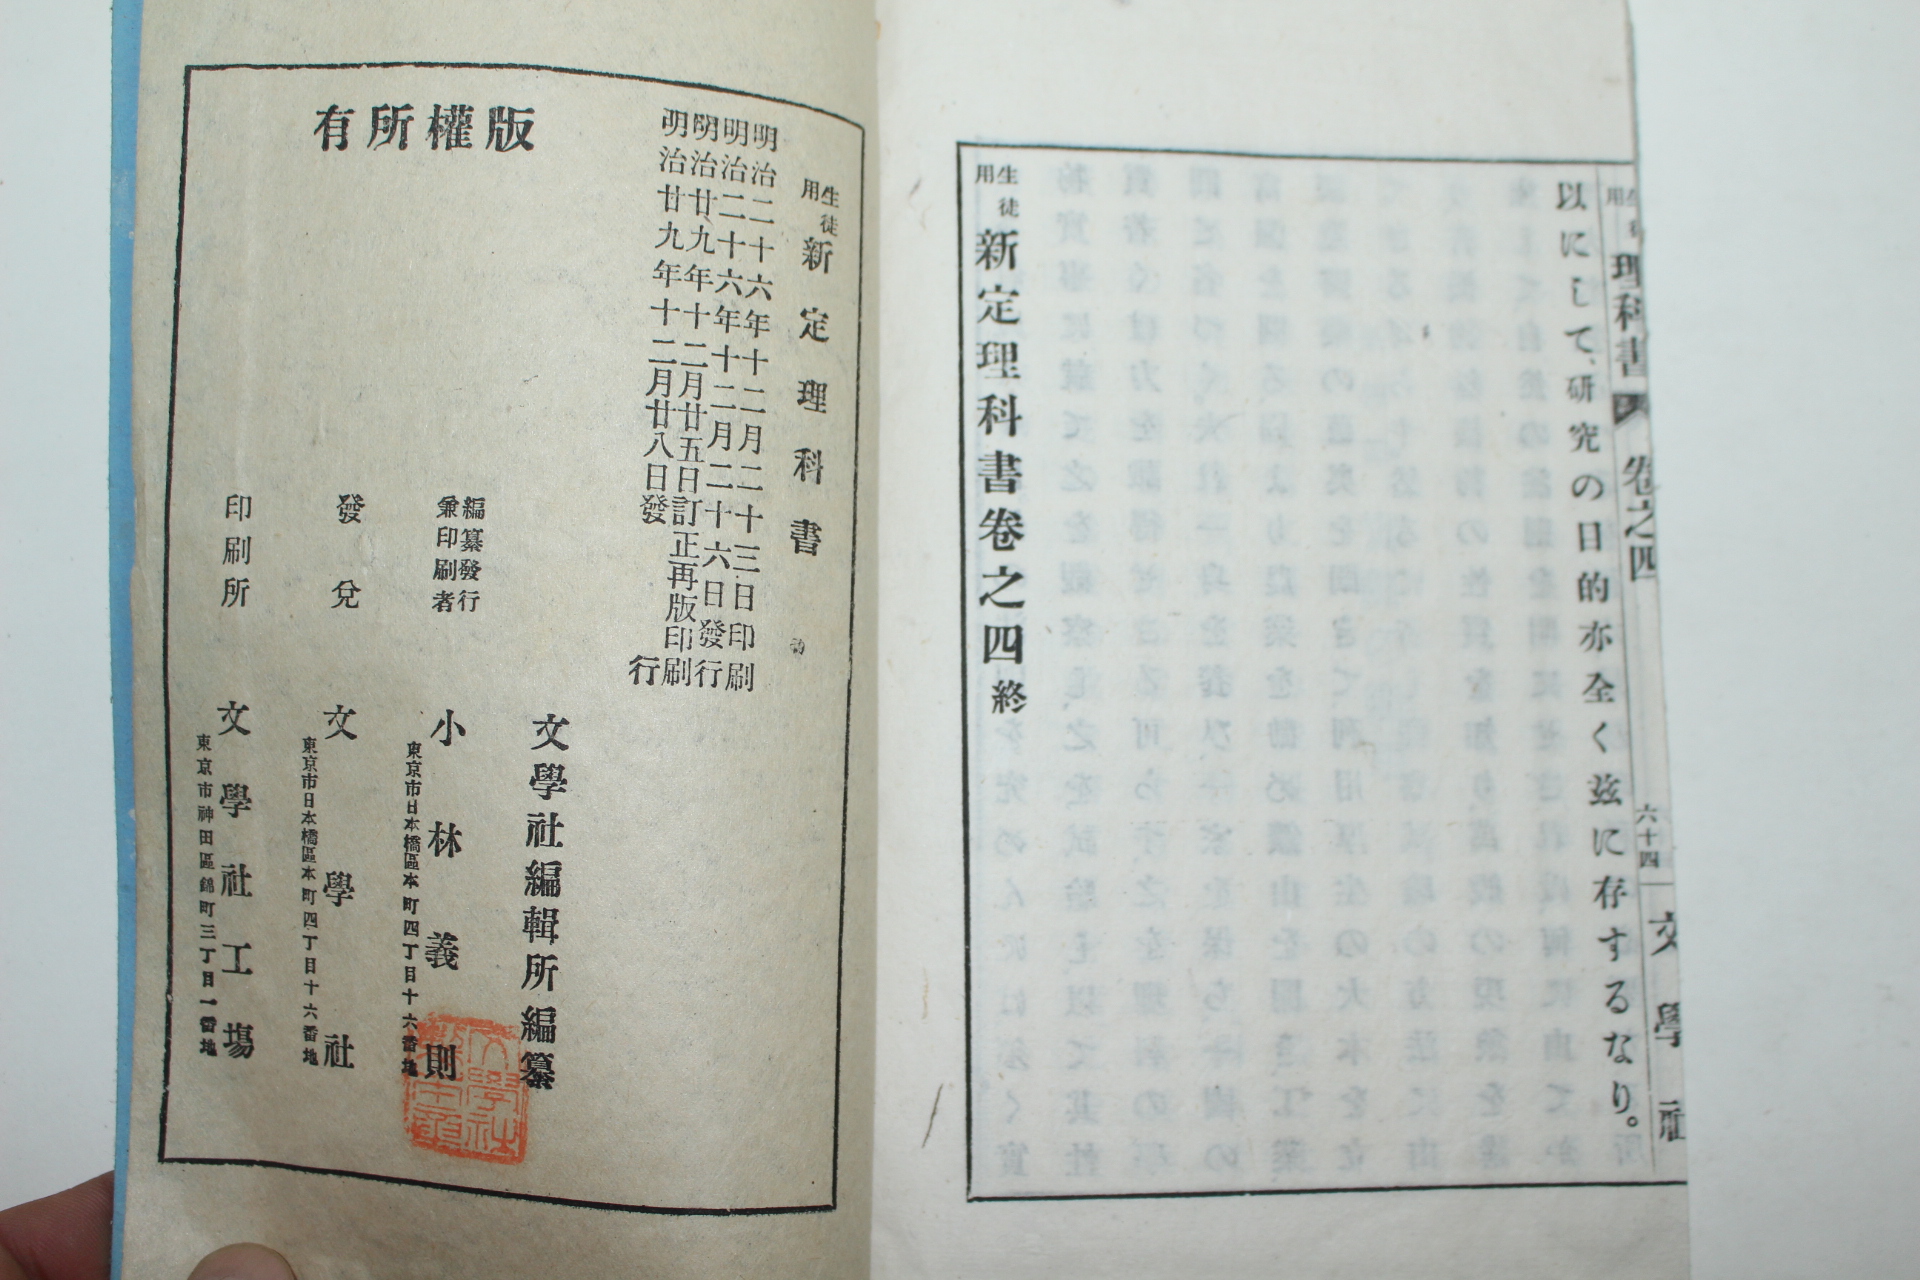 生徒用 理科書 卷之四 六十四 文學社
以にして、研究の目的亦全く玆に存するなり。
生徒用 新定理科書卷之四終
生徒用 新定理科書
明治二十六年十二月二十三日印刷
明治二十六年十二月二十六日發行
明治廿九年十二月廿五日訂正再版印刷
明治廿九年十二月廿八日發行
版權所有
文學社編輯所編纂
編纂發行兼印刷者 小林義則
東京市日本橋區本町四丁目十六番地
發兌 文學社
東京市日本橋區本町四丁目十六番地
印刷所 文學社工場
東京市神田區錦町三丁目一番地